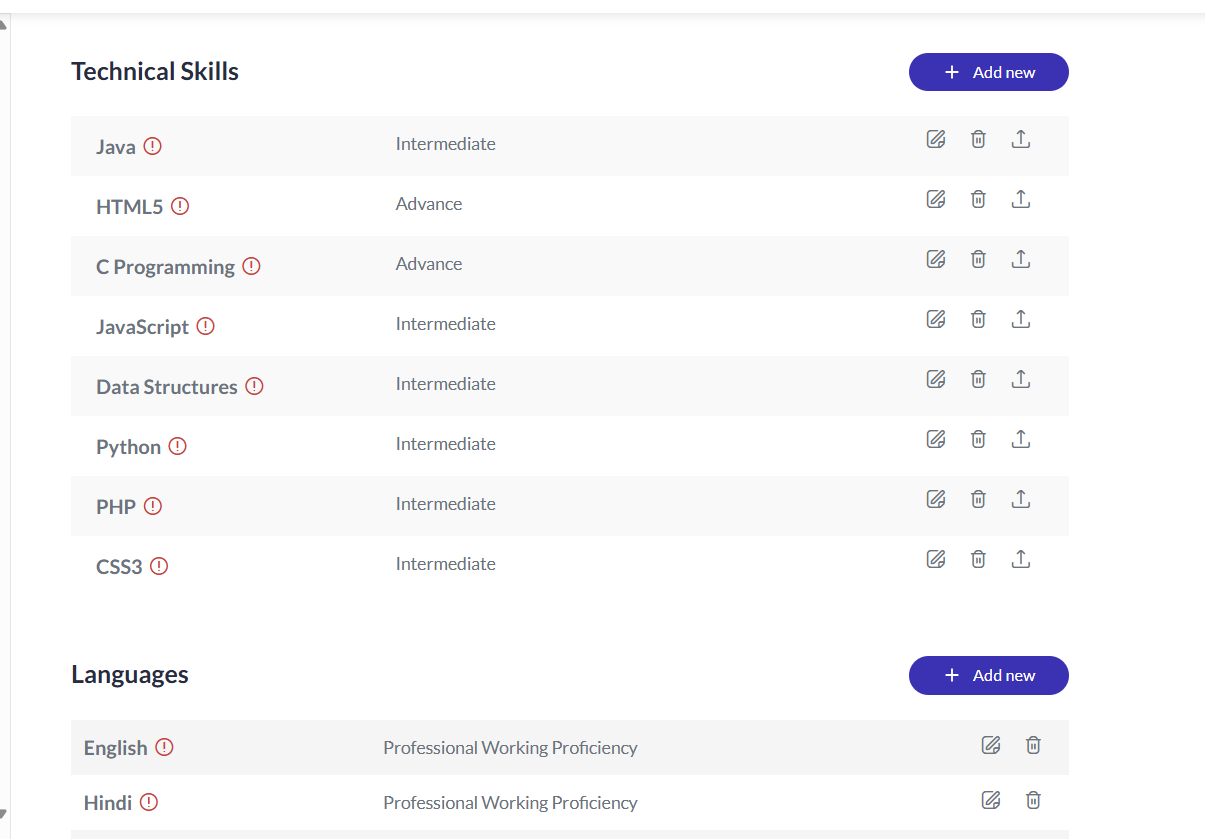 Technical Skills
+ Add new
Java
Intermediate
HTML5
Advance
C Programming
Advance
JavaScript
Intermediate
Data Structures
Intermediate
Python
Intermediate
PHP
Intermediate
CSS3
Intermediate
Languages
+ Add new
English
Professional Working Proficiency
Hindi
Professional Working Proficiency